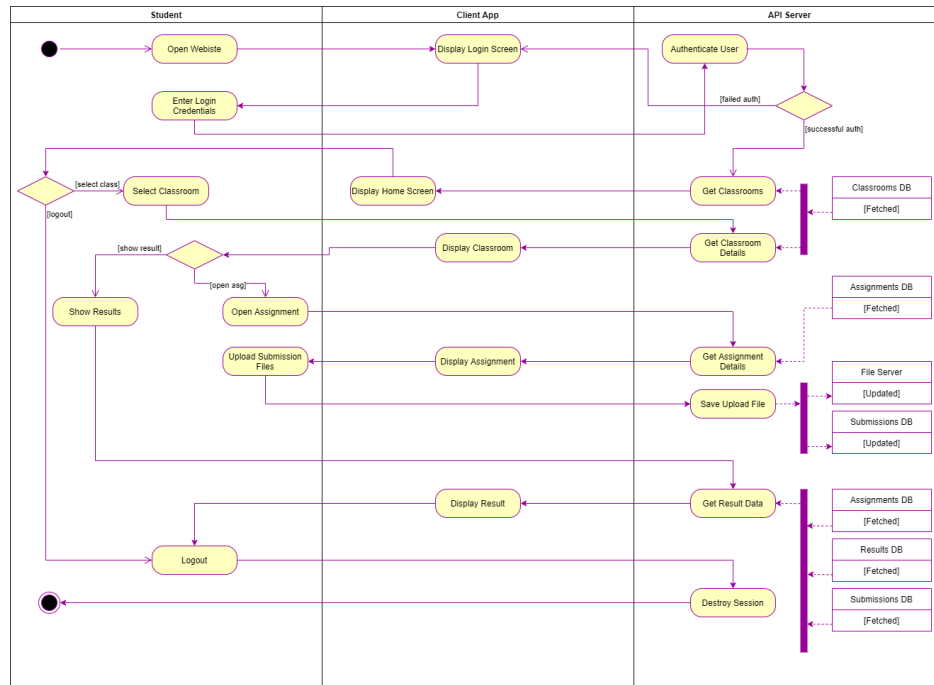 Student
Client App
API Server
Open Webiste
Display Login Screen
Authenticate User
Enter Login
Credentials
[failed auth]
[successful auth]
[select class]
Select Classroom
Display Home Screen
Get Classrooms
Classrooms DB
[Fetched]
[logout]
[show result]
Display Classroom
Get Classroom
Details
[open asg]
Assignments DB
[Fetched]
Show Results
Open Assignment
Upload Submission
Files
Display Assignment
Get Assignment
Details
File Server
[Updated]
Save Upload File
Submissions DB
[Updated]
Display Result
Get Result Data
Assignments DB
[Fetched]
Results DB
[Fetched]
Logout
Destroy Session
Submissions DB
[Fetched]